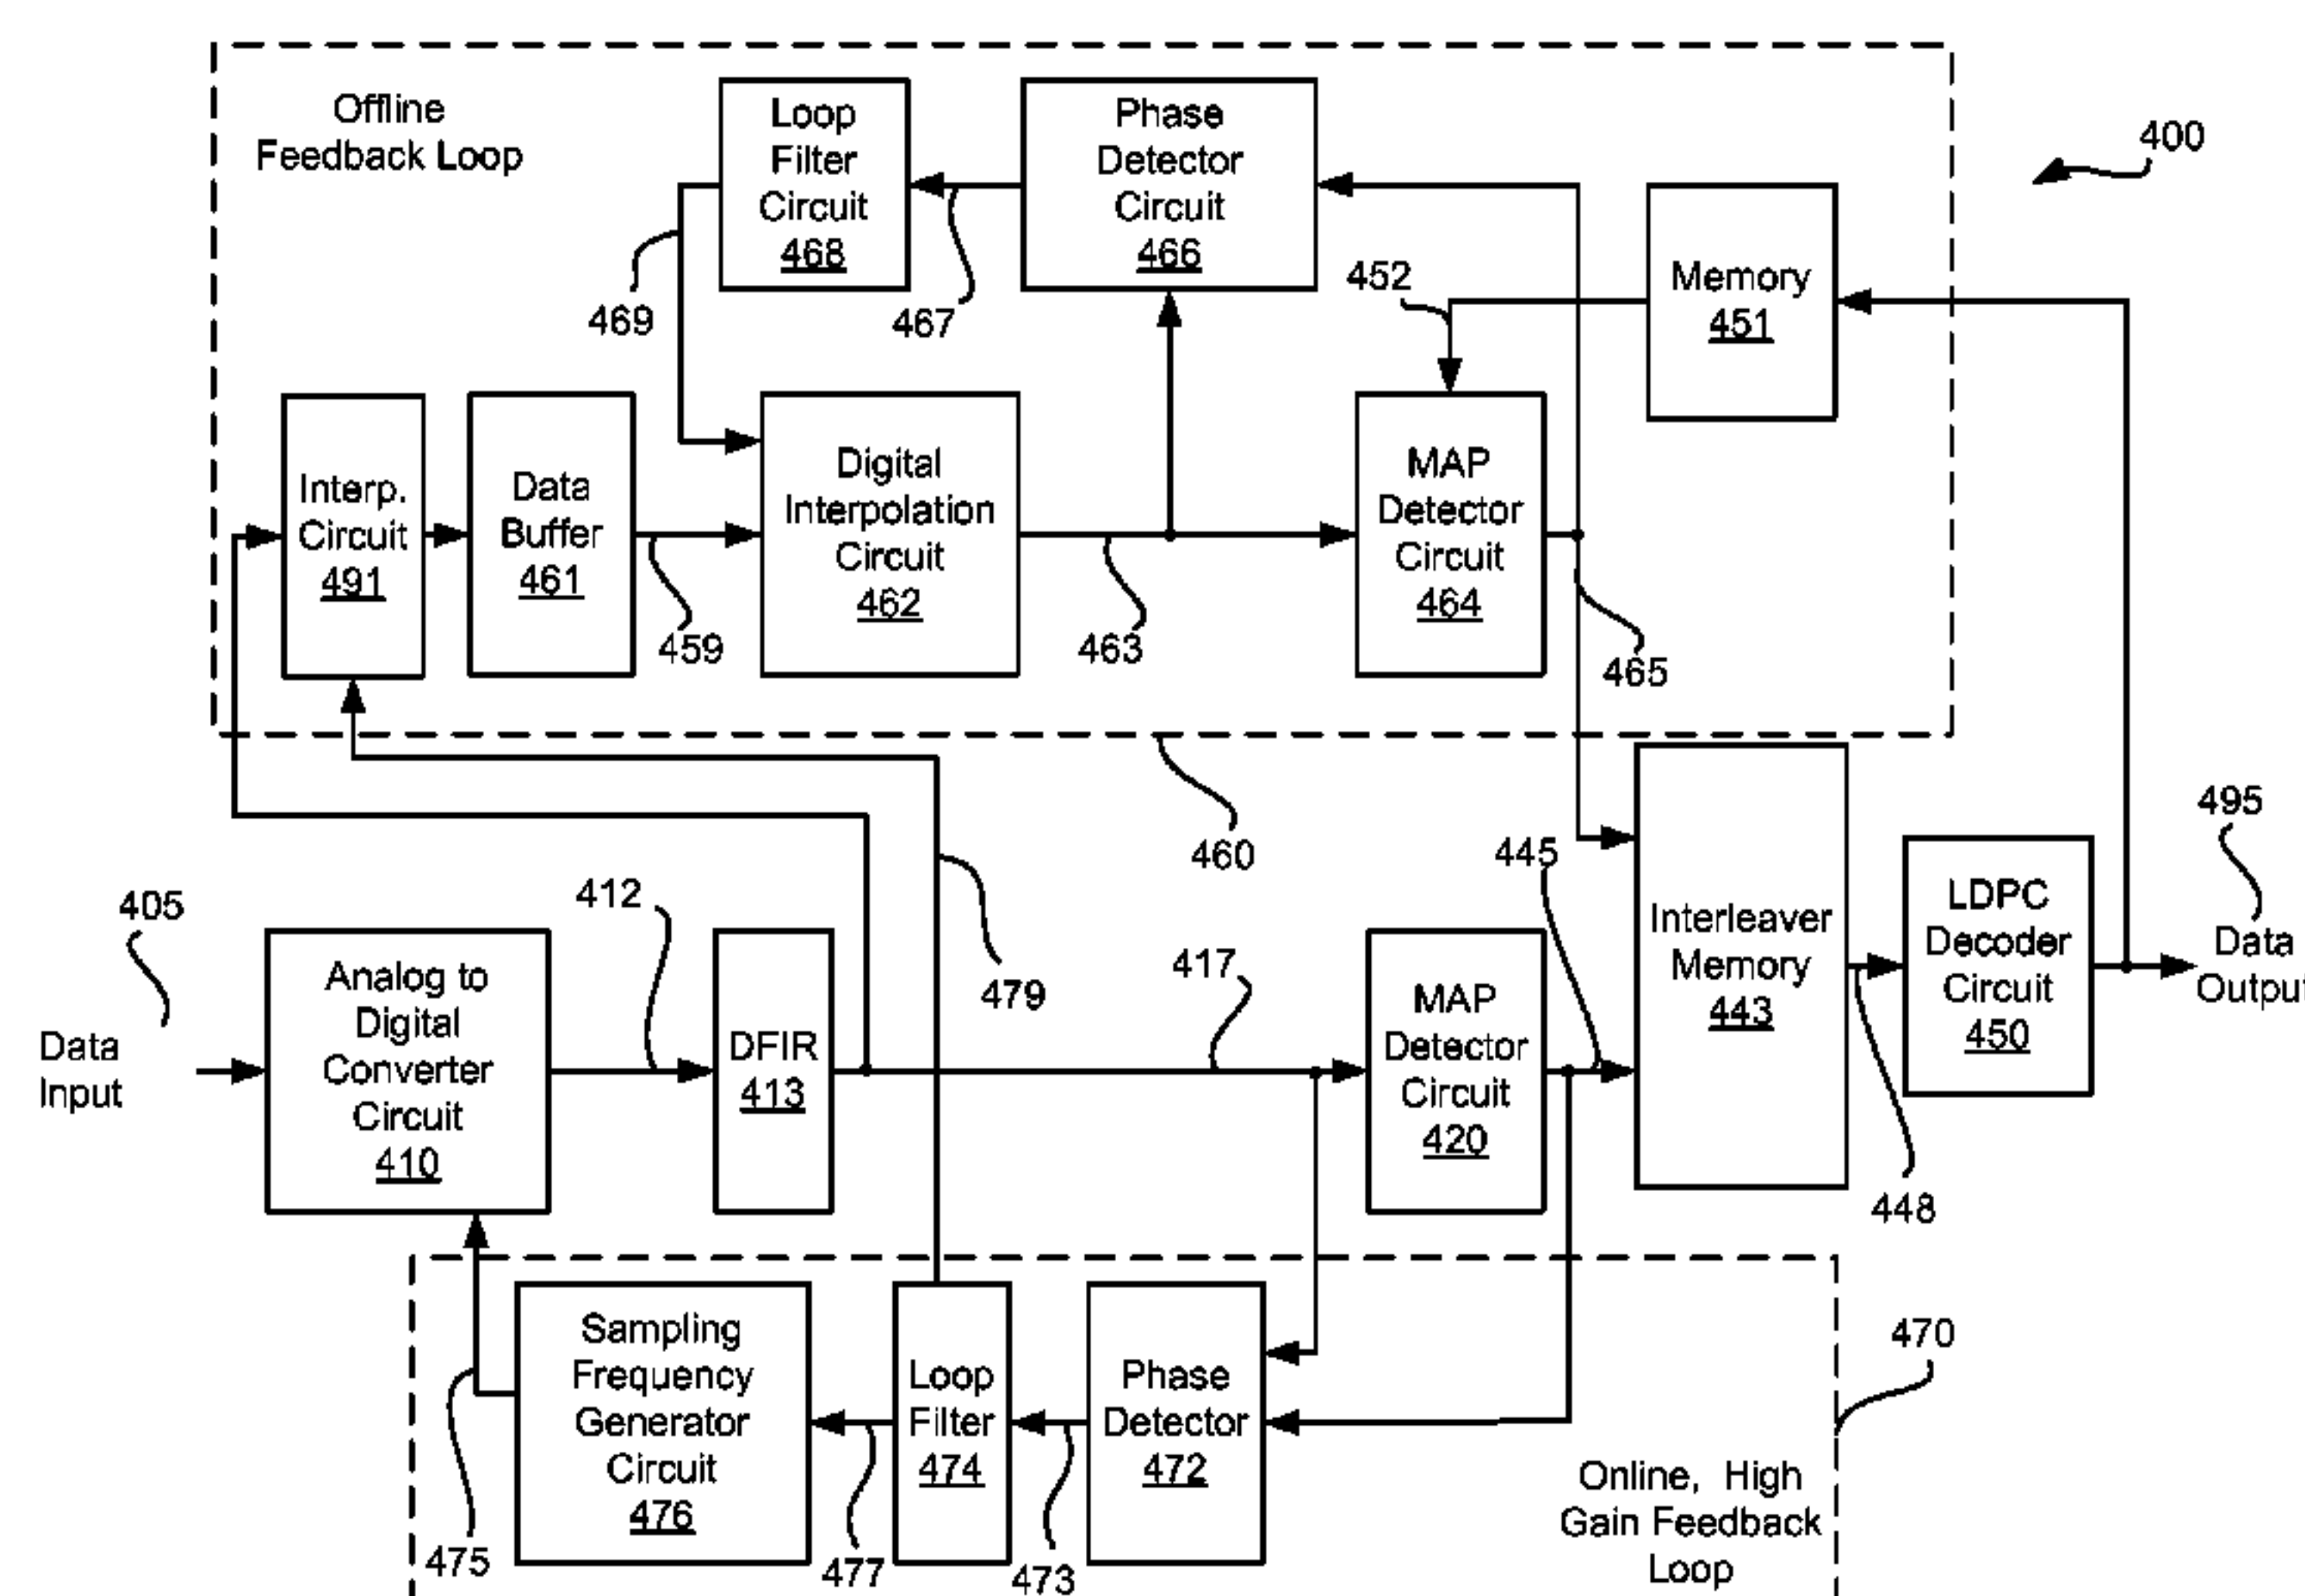 Offline
Feedback Loop
Loop
Filter
Circuit
468
Phase
Detector
Circuit
466
400
452
Memory
451
469
467
Interp.
Circuit
491
Data
Buffer
461
Digital
Interpolation
Circuit
462
MAP
Detector
Circuit
464
459
463
465
460
495
405
412
445
Analog to
Digital
Converter
Circuit
410
DFIR
413
479
417
MAP
Detector
Circuit
420
Interleaver
Memory
443
LDPC
Decoder
Circuit
450
Data
Output
Data
Input
448
Sampling
Frequency
Generator
Circuit
476
Loop
Filter
474
Phase
Detector
472
470
Online, High
Gain Feedback
Loop
475
477
473